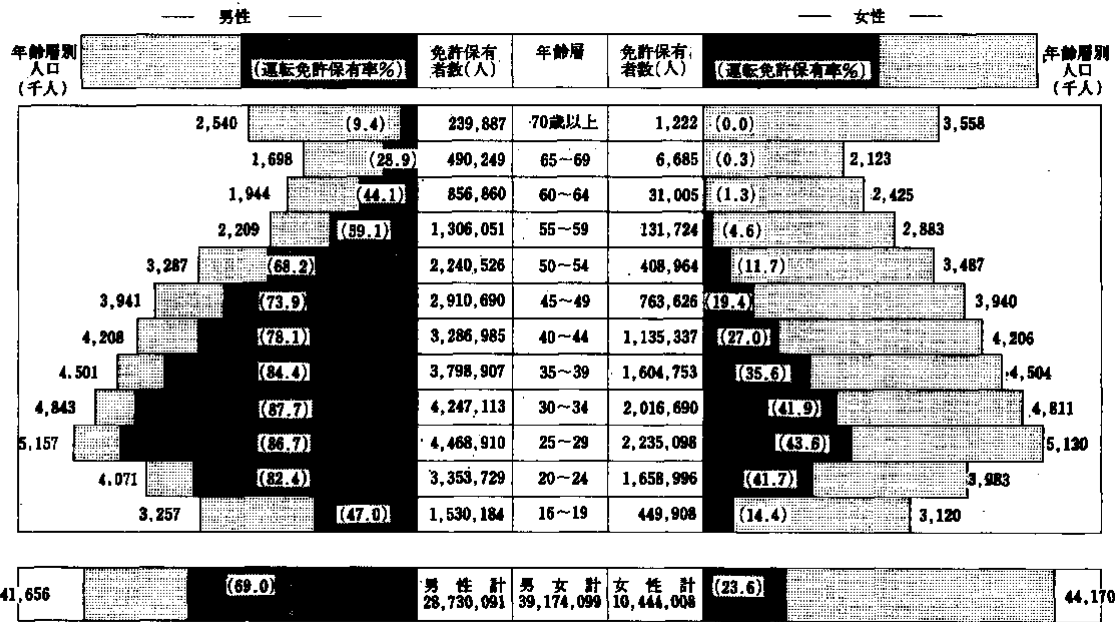 男性 女性
年齢層別人口(千人) (運転免許保有率%) 免許保有者数(人) 年齢層 免許保有者数(人) (運転免許保有率%) 年齢層別人口(千人)
2,540 (9.4) 239,887 70歳以上 1,222 (0.0) 3,558
1,698 (28.9) 490,249 65~69 6,685 (0.3) 2,123
1,944 (44.1) 856,860 60~64 31,005 (1.3) 2,425
2,209 (59.1) 1,306,051 55~59 131,724 (4.6) 2,883
3,287 (68.2) 2,240,526 50~54 408,964 (11.7) 3,487
3,941 (73.9) 2,910,690 45~49 763,626 (19.4) 3,940
4,208 (78.1) 3,286,985 40~44 1,135,337 (27.0) 4,206
4.501 (84.4) 3,798,907 35~39 1,604,753 (35.6) 4,504
4,843 (87.7) 4,247,113 30~34 2,016,690 (41.9) 4,811
5,157 (86.7) 4,468,910 25~29 2,235,098 (43.6) 5,130
4.071 (82.4) 3,353,729 20~24 1,658,996 (41.7) 3,983
3,257 (47.0) 1,530,184 16~19 449,908 (14.4) 3,120
41,656 (69.0) 男性計 28,730,091 男女計 39,174,099 女性計 10,444,008 (23.6) 44,170